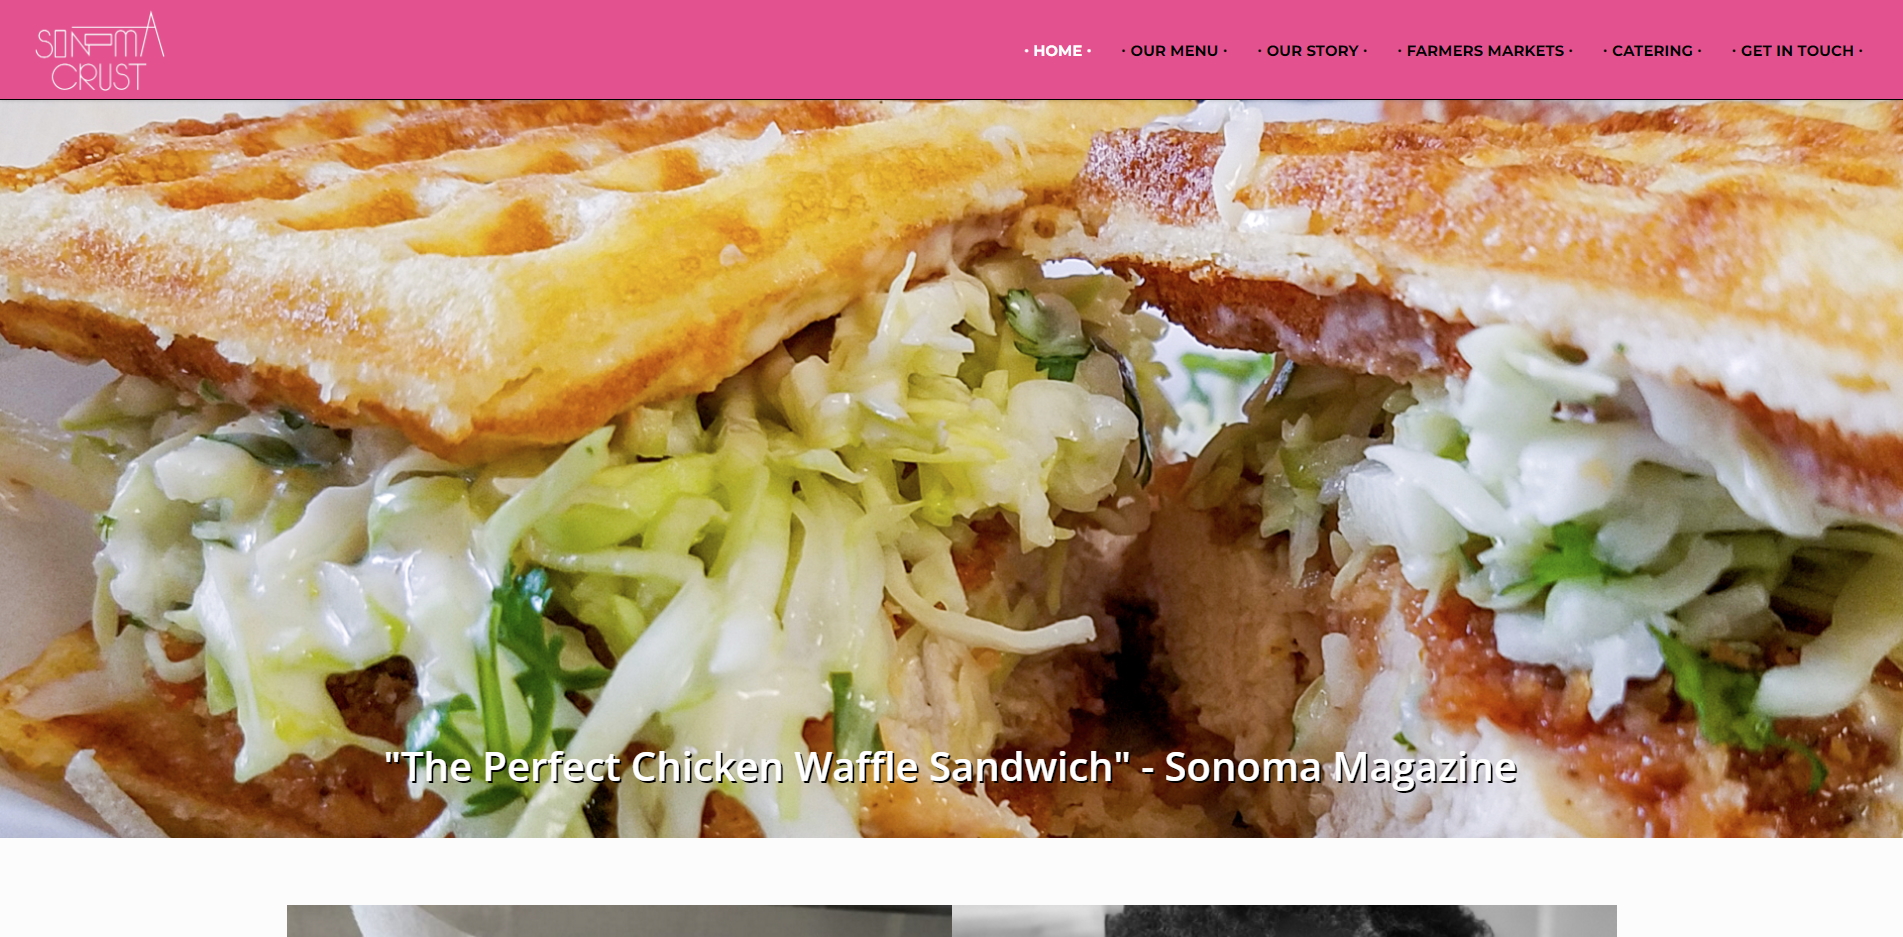 SONOMA
CRUST
· HOME · · OUR MENU · · OUR STORY · · FARMERS MARKETS · · CATERING · · GET IN TOUCH ·
"The Perfect Chicken Waffle Sandwich" - Sonoma Magazine